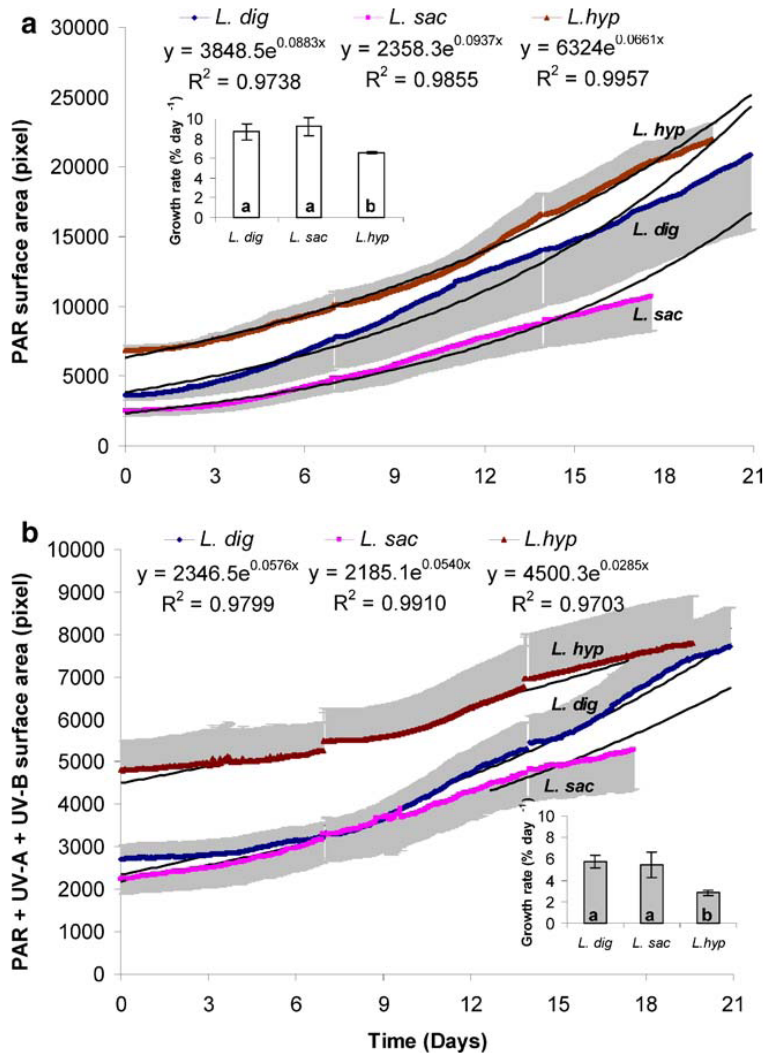 a
L. dig L. sac L.hyp
y = 3848.5e^0.0883x y = 2358.3e^0.0937x y = 6324e^0.0661x
R² = 0.9738 R² = 0.9855 R² = 0.9957
PAR surface area (pixel)
30000
25000
20000
15000
10000
5000
0
0 3 6 9 12 15 18 21
Growth rate (% day⁻¹)
10
8
6
4
2
0
a a b
L. dig L. sac L.hyp
L. hyp
L. dig
L. sac
b
L. dig L. sac L.hyp
y = 2346.5e^0.0576x y = 2185.1e^0.0540x y = 4500.3e^0.0285x
R² = 0.9799 R² = 0.9910 R² = 0.9703
PAR + UV-A + UV-B surface area (pixel)
10000
9000
8000
7000
6000
5000
4000
3000
2000
1000
0
L. hyp
L. dig
L. sac
Growth rate (% day⁻¹)
10
8
6
4
2
0
a a b
L. dig L. sac L.hyp
0 3 6 9 12 15 18 21
Time (Days)